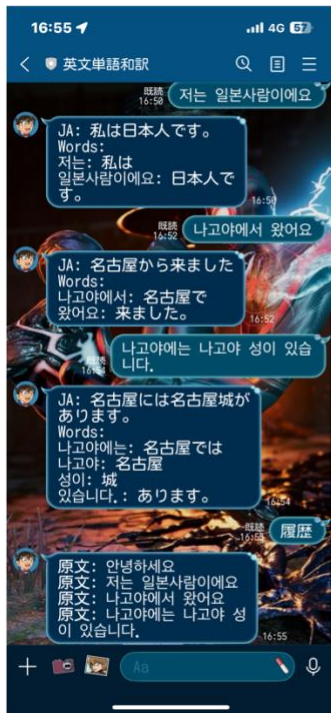 16:55
4G 67
英文単語和訳
既読
16:50
저는 일본사람이에요
JA: 私は日本人です。
Words:
저는: 私は
일본사람이에요: 日本人で
す。
16:50
既読
16:52
나고야에서 왔어요
JA: 名古屋から来ました
Words:
나고야에서: 名古屋で
왔어요: 来ました。
16:52
既読
16:54
나고야에는 나고야 성이 있습
니다.
JA: 名古屋には名古屋城が
あります。
Words:
나고야에는: 名古屋では
나고야: 名古屋
성이: 城
있습니다.: あります。
16:54
既読
16:55
履歴
原文: 안녕하세요
原文: 저는 일본사람이에요
原文: 나고야에서 왔어요
原文: 나고야에는 나고야 성
이 있습니다.
16:55
Aa